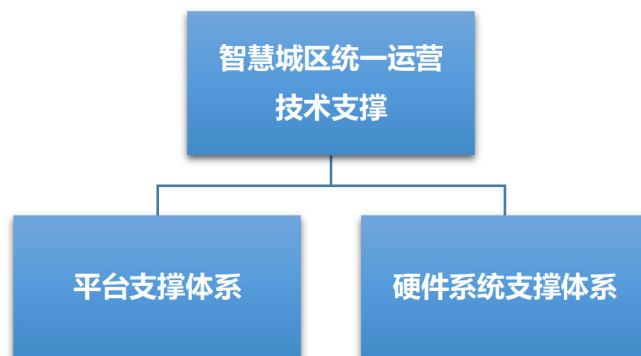 智慧城区统一运营
技术支撑
平台支撑体系
硬件系统支撑体系